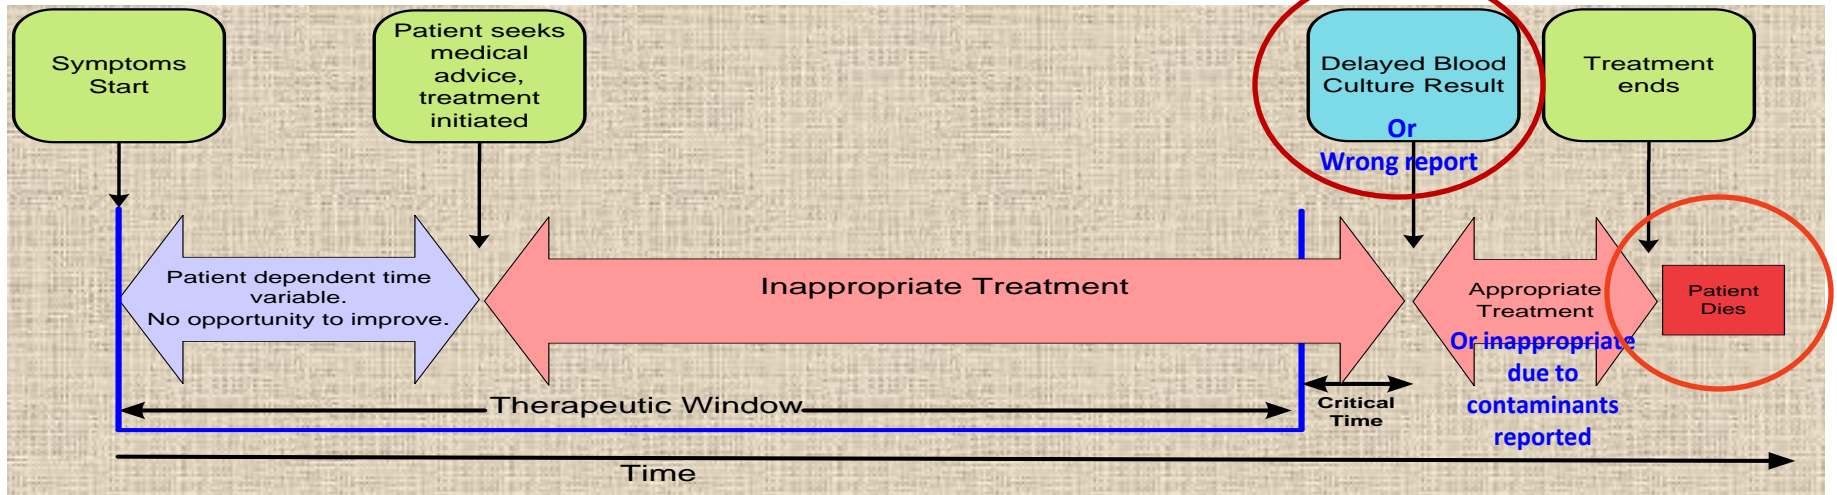 Symptoms
Start
Patient seeks
medical
advice,
treatment
initiated
Delayed Blood
Culture Result
Or
Wrong report
Treatment
ends
Patient dependent time
variable.
No opportunity to improve.
Inappropriate Treatment
Appropriate
Treatment
Or inappropriate
due to
contaminants
reported
Patient
Dies
Therapeutic Window
Critical
Time
Time